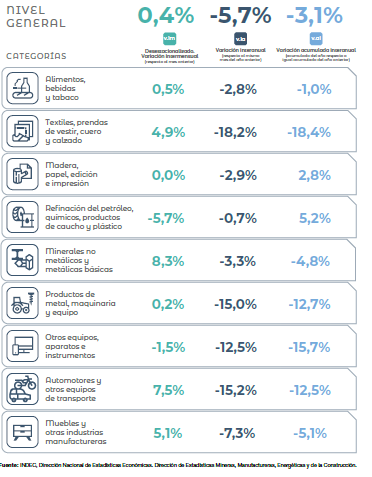 NIVEL
GENERAL
0,4% -5,7% -3,1%
v.im v.ia v.ai
Desestacionalizado.
Variación intermensual
(respecto al mes anterior)
Variación interanual
(respecto al mismo
mes del año anterior)
Variación acumulada interanual
(acumulado del año respecto a
igual acumulado del año anterior)
CATEGORÍAS
Alimentos,
bebidas
y tabaco
0,5% -2,8% -1,0%
Textiles, prendas
de vestir, cuero
y calzado
4,9% -18,2% -18,4%
Madera,
papel, edición
e impresión
0,0% -2,9% 2,8%
Refinación del petróleo,
químicos, productos
de caucho y plástico
-5,7% -0,7% 5,2%
Minerales no
metálicos y
metálicas básicas
8,3% -3,3% -4,8%
Productos de
metal, maquinaria
y equipo
0,2% -15,0% -12,7%
Otros equipos,
aparatos e
instrumentos
-1,5% -12,5% -15,7%
Automotores y
otros equipos
de transporte
7,5% -15,2% -12,5%
Muebles y
otras industrias
manufactureras
5,1% -7,3% -5,1%
Fuente: INDEC, Dirección Nacional de Estadísticas Económicas. Dirección de Estadísticas Mineras, Manufactureras, Energéticas y de la Construcción.